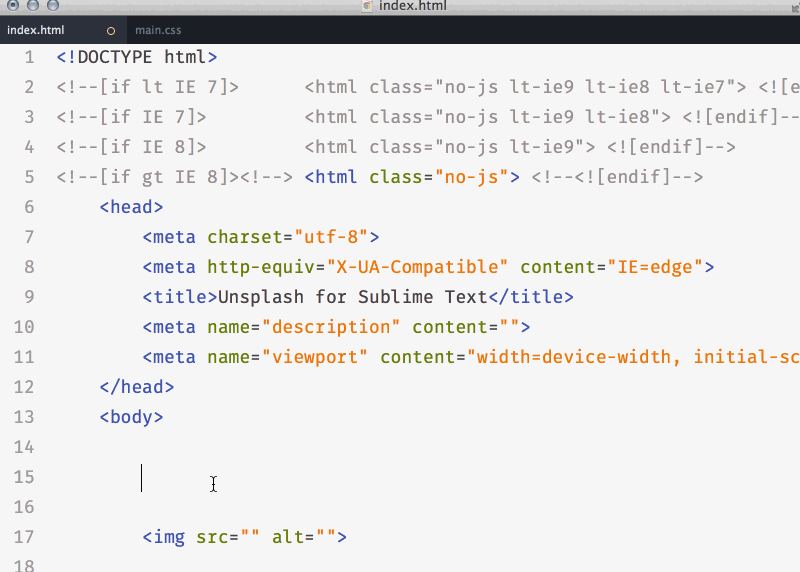 index.html
index.html main.css
1 <!DOCTYPE html>
2 <!--[if lt IE 7]>      <html class="no-js lt-ie9 lt-ie8 lt-ie7"> <![e
3 <!--[if IE 7]>         <html class="no-js lt-ie9 lt-ie8"> <![endif]--
4 <!--[if IE 8]>         <html class="no-js lt-ie9"> <![endif]-->
5 <!--[if gt IE 8]><!--> <html class="no-js"> <!--<![endif]-->
6     <head>
7         <meta charset="utf-8">
8         <meta http-equiv="X-UA-Compatible" content="IE=edge">
9         <title>Unsplash for Sublime Text</title>
10         <meta name="description" content="">
11         <meta name="viewport" content="width=device-width, initial-sc
12     </head>
13     <body>
14
15
16
17         <img src="" alt="">
18